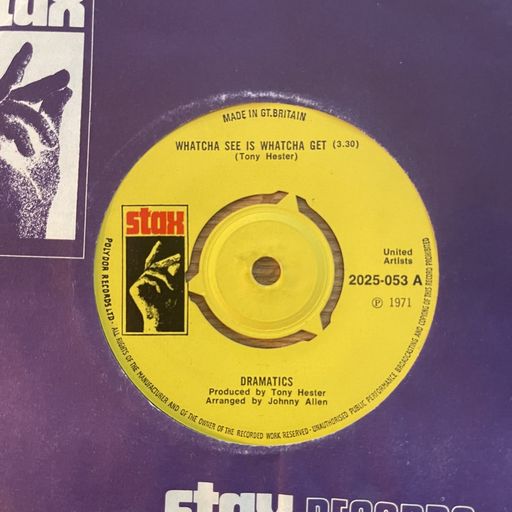 stax
MADE IN GT.BRITAIN
WHATCHA SEE IS WHATCHA GET (3.30)
(Tony Hester)
stax
United
Artists
2025-053 A
Ⓟ 1971
DRAMATICS
Produced by Tony Hester
Arranged by Johnny Allen
POLYDOR RECORDS LTD · ALL RIGHTS OF THE MANUFACTURER AND OF THE OWNER OF THE RECORDED WORK RESERVED · UNAUTHORISED PUBLIC PERFORMANCE BROADCASTING AND COPYING OF THIS RECORD PROHIBITED
stax RECORDS